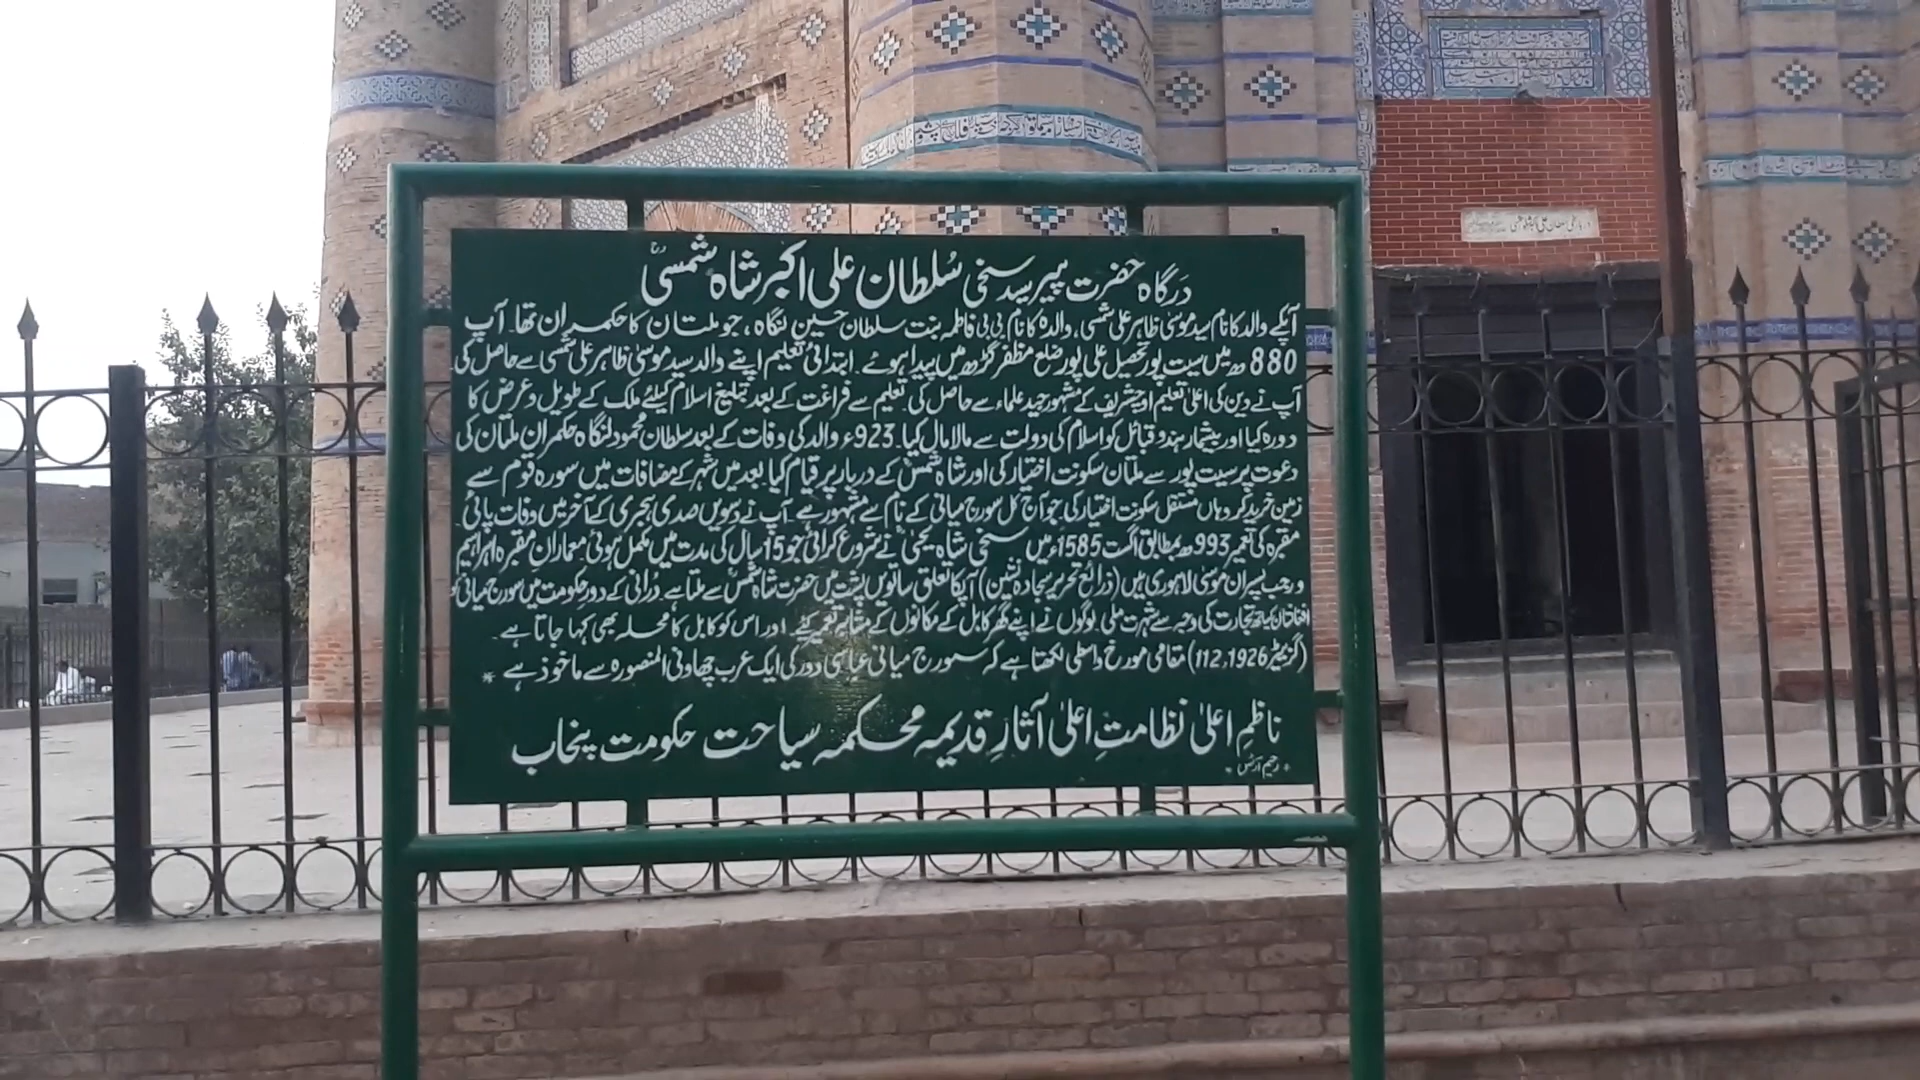 درگاہ حضرت پیر سید سخی سُلطان علی اکبر شاہ شمسیؒ
آپکے والد کا نام سید موسیٰ ظاہر علی شمسی، والدہ کا نام بی بی فاطمہ بنت سلطان حسین لنگاہ، جو ملتان کا حکمران تھا۔ آپ
880ھ میں سیت پور تحصیل علی پور ضلع مظفر گڑھ میں پیدا ہوئے۔ ابتدائی تعلیم اپنے والد سید موسیٰ ظاہر علی شمسی سے حاصل کی
آپ نے دین کی اعلیٰ تعلیم اوچشریف کے مشہور جید علماء سے حاصل کی۔ تعلیم سے فراغت کے بعد تبلیغ اسلام کیلئے ملک کے طویل و عرض کا
دورہ کیا اور بیشمار ہندو قبائل کو اسلام کی دولت سے مالا مال کیا۔ 923ء والد کی وفات کے بعد سلطان محمود لنگاہ حکمران ملتان کی
دعوت پر سیت پور سے ملتان سکونت اختیار کی اور شاہ شمسؒ کے دربار پر قیام کیا بعد میں شہر کے مضافات میں سورہ قوم سے
زمین خرید کر وہاں مستقل سکونت اختیار کی جو آج کل سورج میانی کے نام سے مشہور ہے۔ آپ نے دسویں صدی ہجری کے آخر میں وفات پائی۔
مقبرہ کی تعمیر 993ھ بمطابق اگست 1585ء میں سخی شاہ یحییٰ نے شروع کرائی جو 15 سال کی مدت میں مکمل ہوئی معماران مقبرہ ابراہیم
و رجب پسران موسیٰ لاہوری ہیں (ذرائع تحریر سجادہ نشین) آپکا تعلق ساتویں پشت میں حضرت شاہ شمسؒ سے ملتا ہے۔ دُرانی کے دور حکومت میں سورج میانی کو
افغانستان کیساتھ تجارت کی وجہ سے شہرت ملی لوگوں نے اپنے گھر کابل کے مکانوں کے مشابہ تعمیر کئے۔ اور اس کو کابل کا محلہ بھی کہا جاتا ہے۔
(گزیٹیر 1926،112) مقامی مورخ واسطی لکھتا ہے کہ سورج میانی عباسی دور کی ایک عرب چھاونی المنصورہ سے ماخوذ ہے *
ناظمِ اعلیٰ نظامتِ اعلیٰ آثارِ قدیمہ محکمہ سیاحت حکومت پنجاب
* رحیم آرٹس *